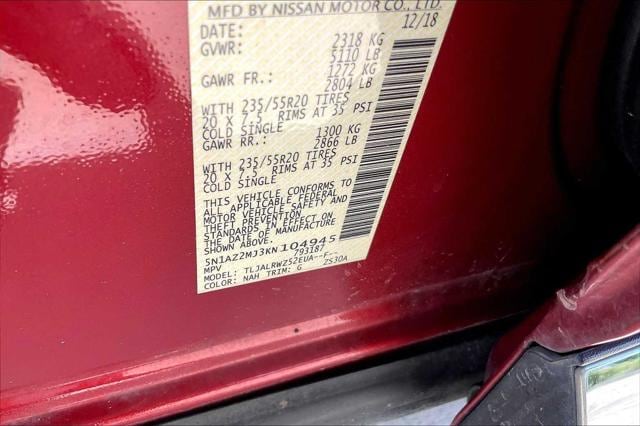 MFD BY NISSAN MOTOR CO., LTD.
DATE: 12/18
GVWR: 2318 KG
5110 LB
GAWR FR.: 1272 KG
2804 LB
WITH 235/55R20 TIRES
20 X 7.5 RIMS AT 35 PSI
COLD SINGLE
GAWR RR.: 1300 KG
2866 LB
WITH 235/55R20 TIRES
20 X 7.5 RIMS AT 35 PSI
COLD SINGLE
THIS VEHICLE CONFORMS TO
ALL APPLICABLE FEDERAL
MOTOR VEHICLE SAFETY AND
THEFT PREVENTION
STANDARDS IN EFFECT ON
SHOWN ABOVE.
5N1AZ2MJ3KN104945
MPV 793187
MODEL: TLJALRWZ52EUA--F--
COLOR: NAH TRIM: G ZS30A